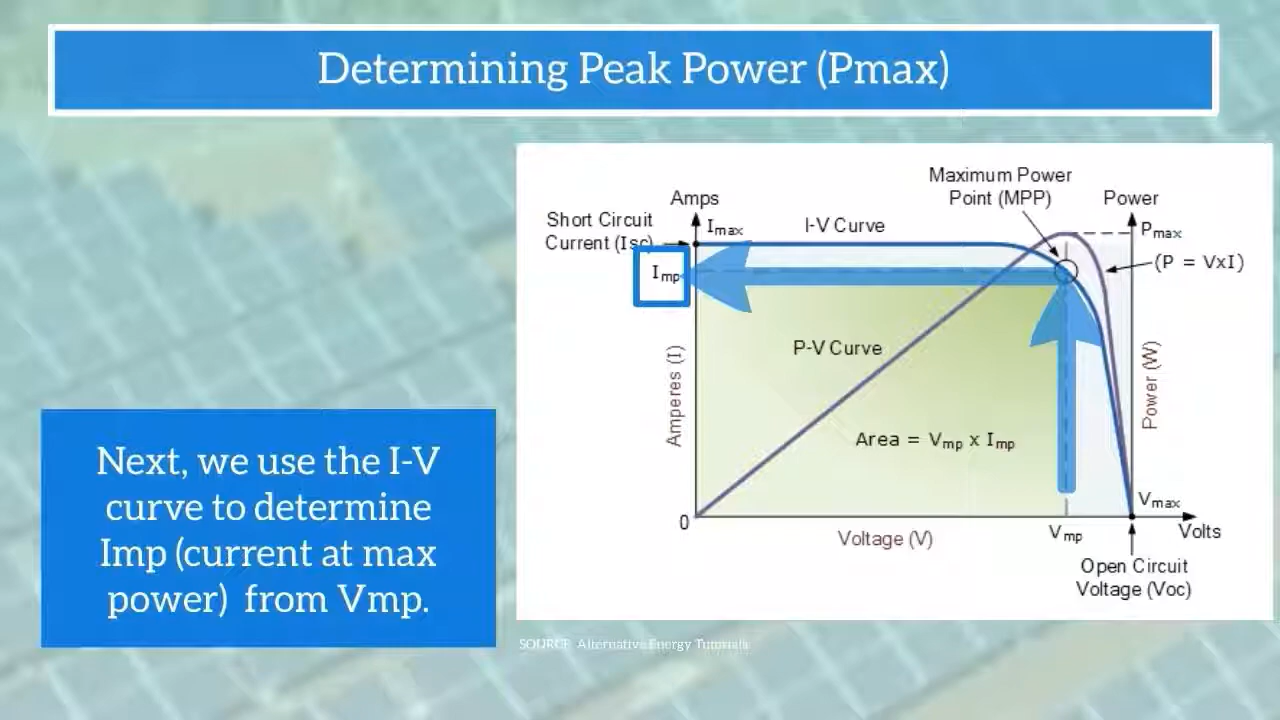 Determining Peak Power (Pmax)
Maximum Power
Point (MPP)
Amps
Power
Short Circuit
Current (Isc)
Imax
I-V Curve
Pmax
(P = VxI)
Imp
P-V Curve
Amperes (I)
Power (W)
Area = Vmp x Imp
Next, we use the I-V
curve to determine
Imp (current at max
power) from Vmp.
Vmax
0
Voltage (V)
Vmp
Volts
Open Circuit
Voltage (Voc)
SOURCE: Alternative Energy Tutorials